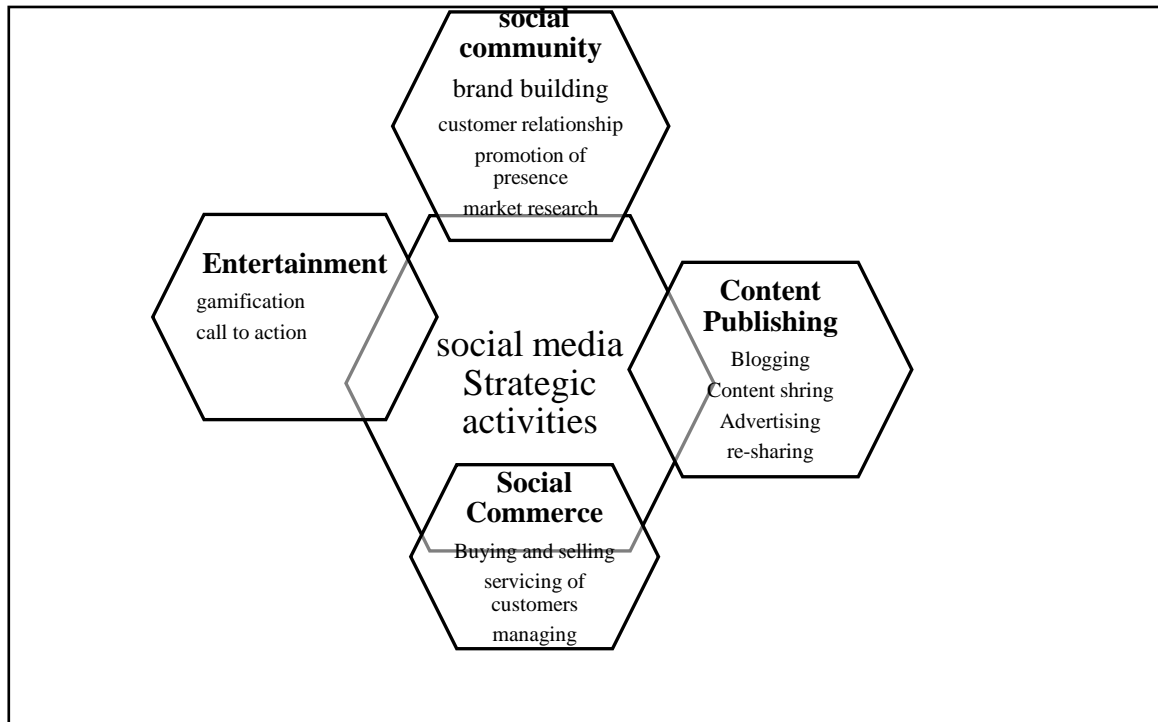 social
community
brand building
customer relationship
promotion of
presence
market research
Entertainment
gamification
call to action
social media
Strategic
activities
Content
Publishing
Blogging
Content shring
Advertising
re-sharing
Social
Commerce
Buying and selling
servicing of
customers
managing